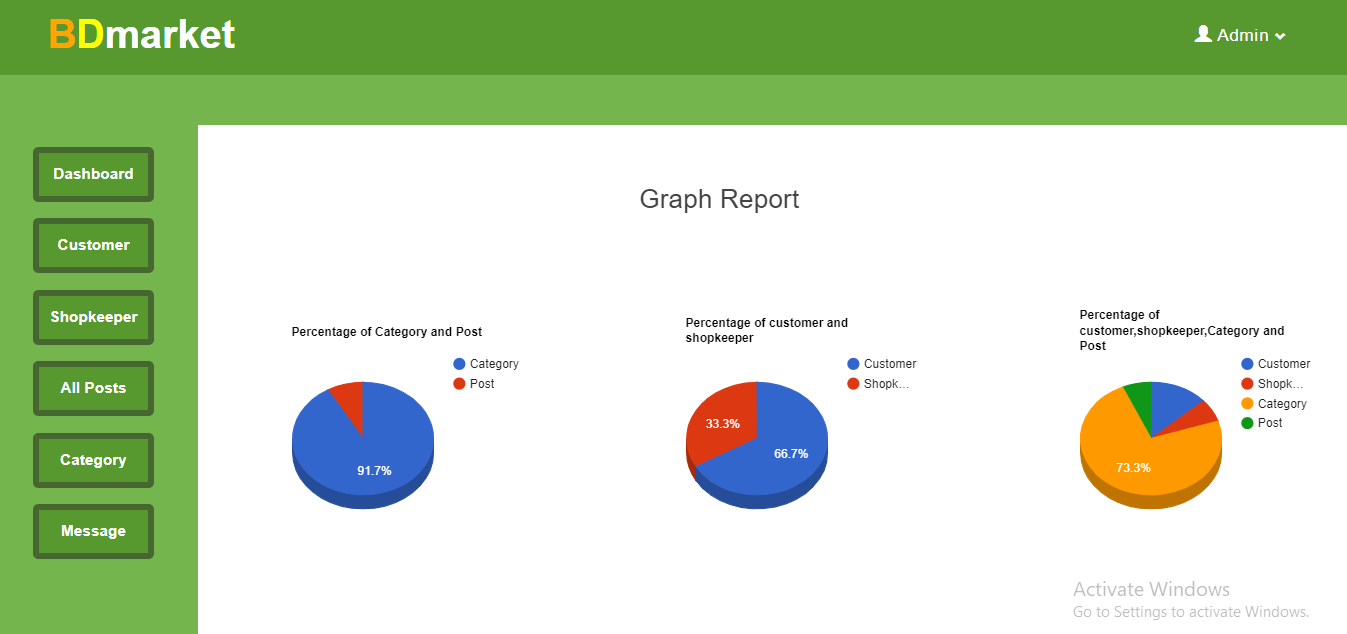 BDmarket
Admin
Dashboard
Customer
Shopkeeper
All Posts
Category
Message
Graph Report
Percentage of Category and Post
Category
Post
91.7%
Percentage of customer and
shopkeeper
Customer
Shopk...
33.3%
66.7%
Percentage of
customer,shopkeeper,Category and
Post
Customer
Shopk...
Category
Post
73.3%
Activate Windows
Go to Settings to activate Windows.